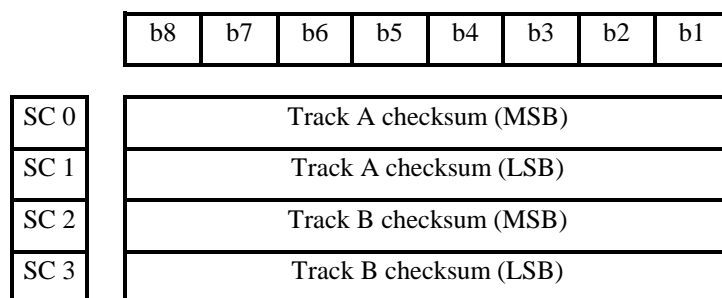 b8 b7 b6 b5 b4 b3 b2 b1
SC 0 Track A checksum (MSB)
SC 1 Track A checksum (LSB)
SC 2 Track B checksum (MSB)
SC 3 Track B checksum (LSB)